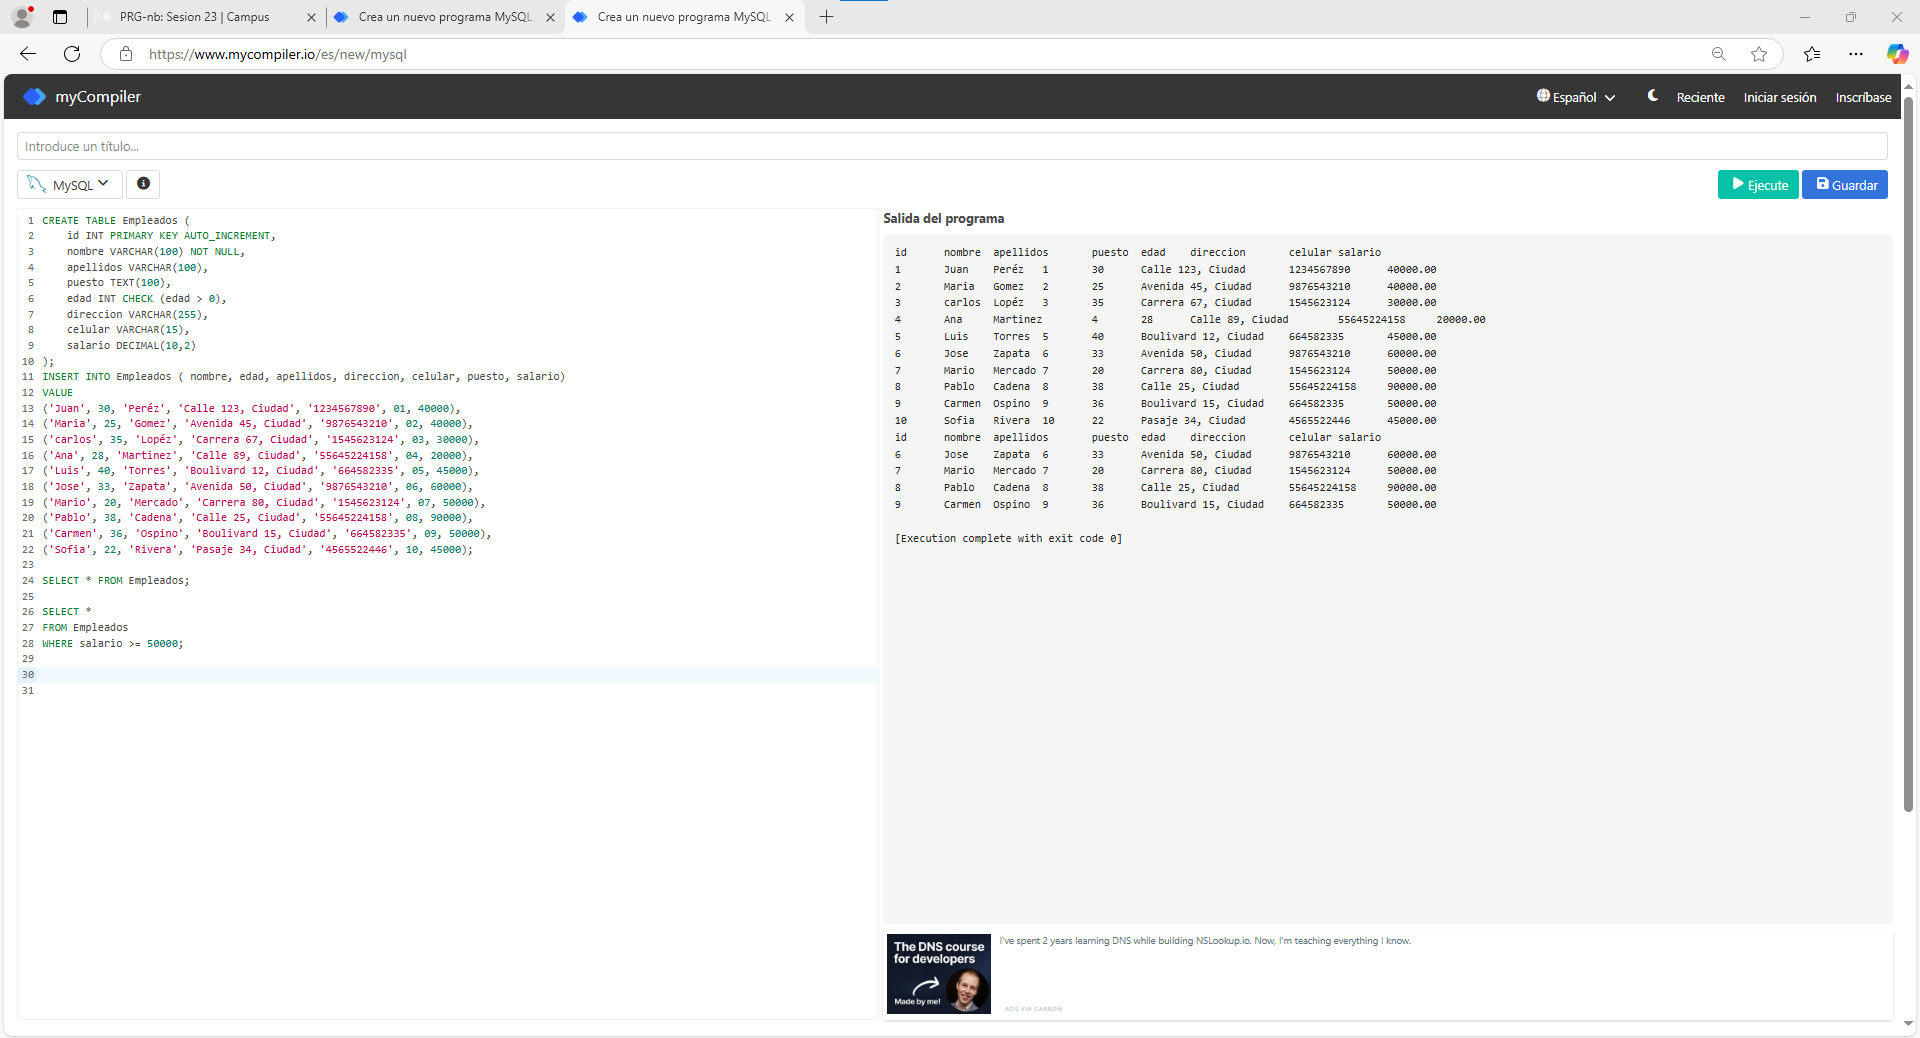 PRG-nb: Sesion 23 | Campus
Crea un nuevo programa MySQL
Crea un nuevo programa MySQL
https://www.mycompiler.io/es/new/mysql
myCompiler
Español
Reciente
Iniciar sesión
Inscríbase
Introduce un título...
MySQL
Ejecute
Guardar
1 CREATE TABLE Empleados (
2 id INT PRIMARY KEY AUTO_INCREMENT,
3 nombre VARCHAR(100) NOT NULL,
4 apellidos VARCHAR(100),
5 puesto TEXT(100),
6 edad INT CHECK (edad > 0),
7 direccion VARCHAR(255),
8 celular VARCHAR(15),
9 salario DECIMAL(10,2)
10 );
11 INSERT INTO Empleados ( nombre, edad, apellidos, direccion, celular, puesto, salario)
12 VALUE
13 ('Juan', 30, 'Peréz', 'Calle 123, Ciudad', '1234567890', 01, 40000),
14 ('Maria', 25, 'Gomez', 'Avenida 45, Ciudad', '9876543210', 02, 40000),
15 ('carlos', 35, 'Lopéz', 'Carrera 67, Ciudad', '1545623124', 03, 30000),
16 ('Ana', 28, 'Martinez', 'Calle 89, Ciudad', '55645224158', 04, 20000),
17 ('Luis', 40, 'Torres', 'Boulivard 12, Ciudad', '664582335', 05, 45000),
18 ('Jose', 33, 'Zapata', 'Avenida 50, Ciudad', '9876543210', 06, 60000),
19 ('Mario', 20, 'Mercado', 'Carrera 80, Ciudad', '1545623124', 07, 50000),
20 ('Pablo', 38, 'Cadena', 'Calle 25, Ciudad', '55645224158', 08, 90000),
21 ('Carmen', 36, 'Ospino', 'Boulivard 15, Ciudad', '664582335', 09, 50000),
22 ('Sofia', 22, 'Rivera', 'Pasaje 34, Ciudad', '4565522446', 10, 45000);
23
24 SELECT * FROM Empleados;
25
26 SELECT *
27 FROM Empleados
28 WHERE salario >= 50000;
29
30
31
Salida del programa
id nombre apellidos puesto edad direccion celular salario
1 Juan Peréz 1 30 Calle 123, Ciudad 1234567890 40000.00
2 Maria Gomez 2 25 Avenida 45, Ciudad 9876543210 40000.00
3 carlos Lopéz 3 35 Carrera 67, Ciudad 1545623124 30000.00
4 Ana Martinez 4 28 Calle 89, Ciudad 55645224158 20000.00
5 Luis Torres 5 40 Boulivard 12, Ciudad 664582335 45000.00
6 Jose Zapata 6 33 Avenida 50, Ciudad 9876543210 60000.00
7 Mario Mercado 7 20 Carrera 80, Ciudad 1545623124 50000.00
8 Pablo Cadena 8 38 Calle 25, Ciudad 55645224158 90000.00
9 Carmen Ospino 9 36 Boulivard 15, Ciudad 664582335 50000.00
10 Sofia Rivera 10 22 Pasaje 34, Ciudad 4565522446 45000.00
id nombre apellidos puesto edad direccion celular salario
6 Jose Zapata 6 33 Avenida 50, Ciudad 9876543210 60000.00
7 Mario Mercado 7 20 Carrera 80, Ciudad 1545623124 50000.00
8 Pablo Cadena 8 38 Calle 25, Ciudad 55645224158 90000.00
9 Carmen Ospino 9 36 Boulivard 15, Ciudad 664582335 50000.00
[Execution complete with exit code 0]
The DNS course
for developers
Made by me!
I've spent 2 years learning DNS while building NSLookup.io. Now, I'm teaching everything I know.
ADS VIA CARBON